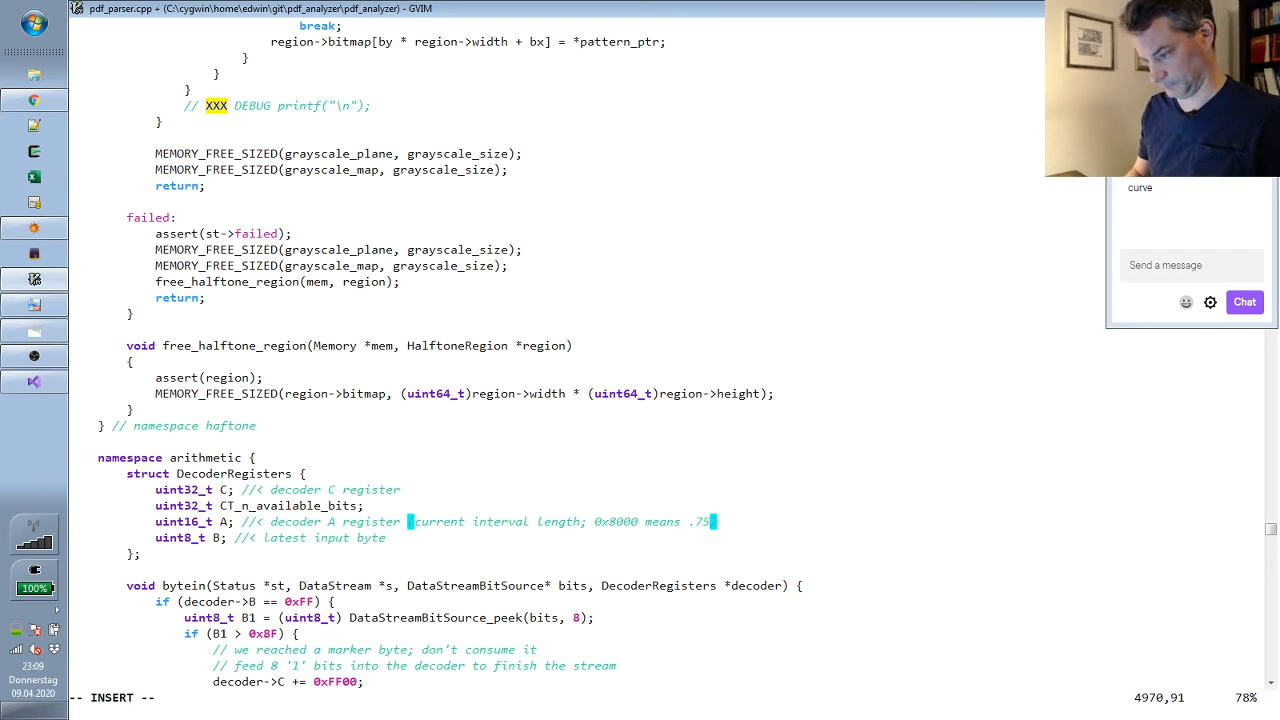 pdf_parser.cpp + (C:\cygwin\home\edwin\git\pdf_analyzer\pdf_analyzer) - GVIM
break;
region->bitmap[by * region->width + bx] = *pattern_ptr;
}
}
}
// XXX DEBUG printf("\n");
}
MEMORY_FREE_SIZED(grayscale_plane, grayscale_size);
MEMORY_FREE_SIZED(grayscale_map, grayscale_size);
return;
failed:
assert(st->failed);
MEMORY_FREE_SIZED(grayscale_plane, grayscale_size);
MEMORY_FREE_SIZED(grayscale_map, grayscale_size);
free_halftone_region(mem, region);
return;
}
void free_halftone_region(Memory *mem, HalftoneRegion *region)
{
assert(region);
MEMORY_FREE_SIZED(region->bitmap, (uint64_t)region->width * (uint64_t)region->height);
}
} // namespace haftone
namespace arithmetic {
struct DecoderRegisters {
uint32_t C; //< decoder C register
uint32_t CT_n_available_bits;
uint16_t A; //< decoder A register (current interval length; 0x8000 means .75)
uint8_t B; //< latest input byte
};
void bytein(Status *st, DataStream *s, DataStreamBitSource* bits, DecoderRegisters *decoder) {
if (decoder->B == 0xFF) {
uint8_t B1 = (uint8_t) DataStreamBitSource_peek(bits, 8);
if (B1 > 0x8F) {
// we reached a marker byte; don't consume it
// feed 8 '1' bits into the decoder to finish the stream
decoder->C += 0xFF00;
-- INSERT --
4970,91
78%
curve
Send a message
Chat
100%
23:09
Donnerstag
09.04.2020